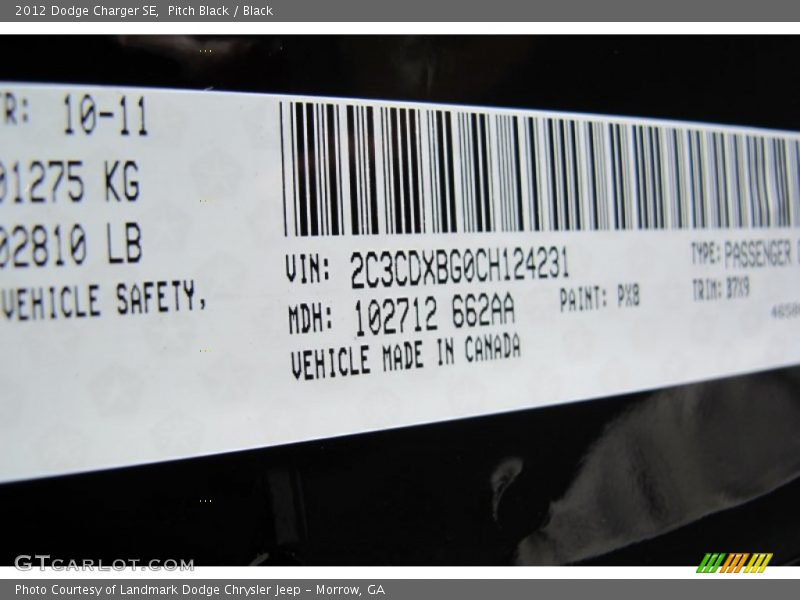 2012 Dodge Charger SE, Pitch Black / Black
TR: 10-11
01275 KG
02810 LB
VEHICLE SAFETY,
VIN: 2C3CDXBG0CH124231
TYPE: PASSENGER
MDH: 102712 662AA
PAINT: PX8
TRIM: B7X9
VEHICLE MADE IN CANADA
GTCARLOT.COM
Photo Courtesy of Landmark Dodge Chrysler Jeep – Morrow, GA